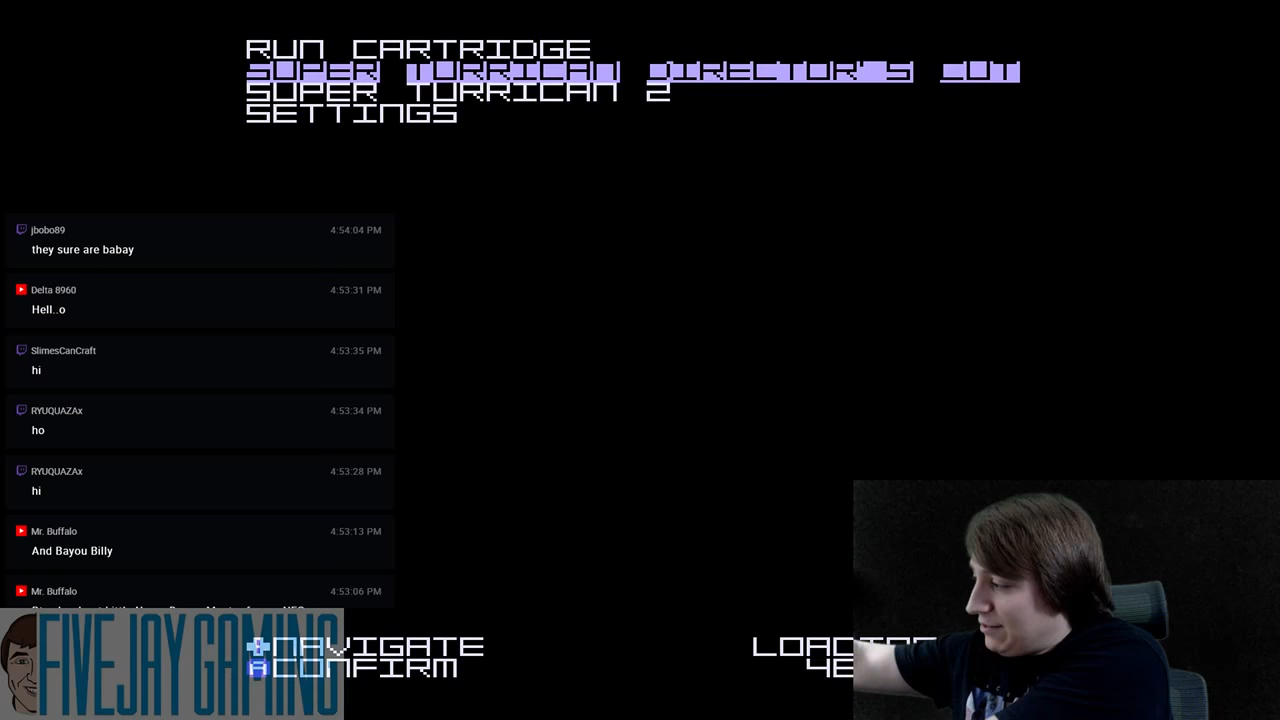 RUN CARTRIDGE
SUPER TURRICAN DIRECTOR'S CUT
SUPER TURRICAN 2
SETTINGS
jbobo89 4:54:04 PM
they sure are babay
Delta 8960 4:53:31 PM
Hell..o
SlimesCanCraft 4:53:35 PM
hi
RYUQUAZAx 4:53:34 PM
ho
RYUQUAZAx 4:53:28 PM
hi
Mr. Buffalo 4:53:13 PM
And Bayou Billy
Mr. Buffalo 4:53:06 PM
FIVEJAYGAMING
NAVIGATE
A CONFIRM